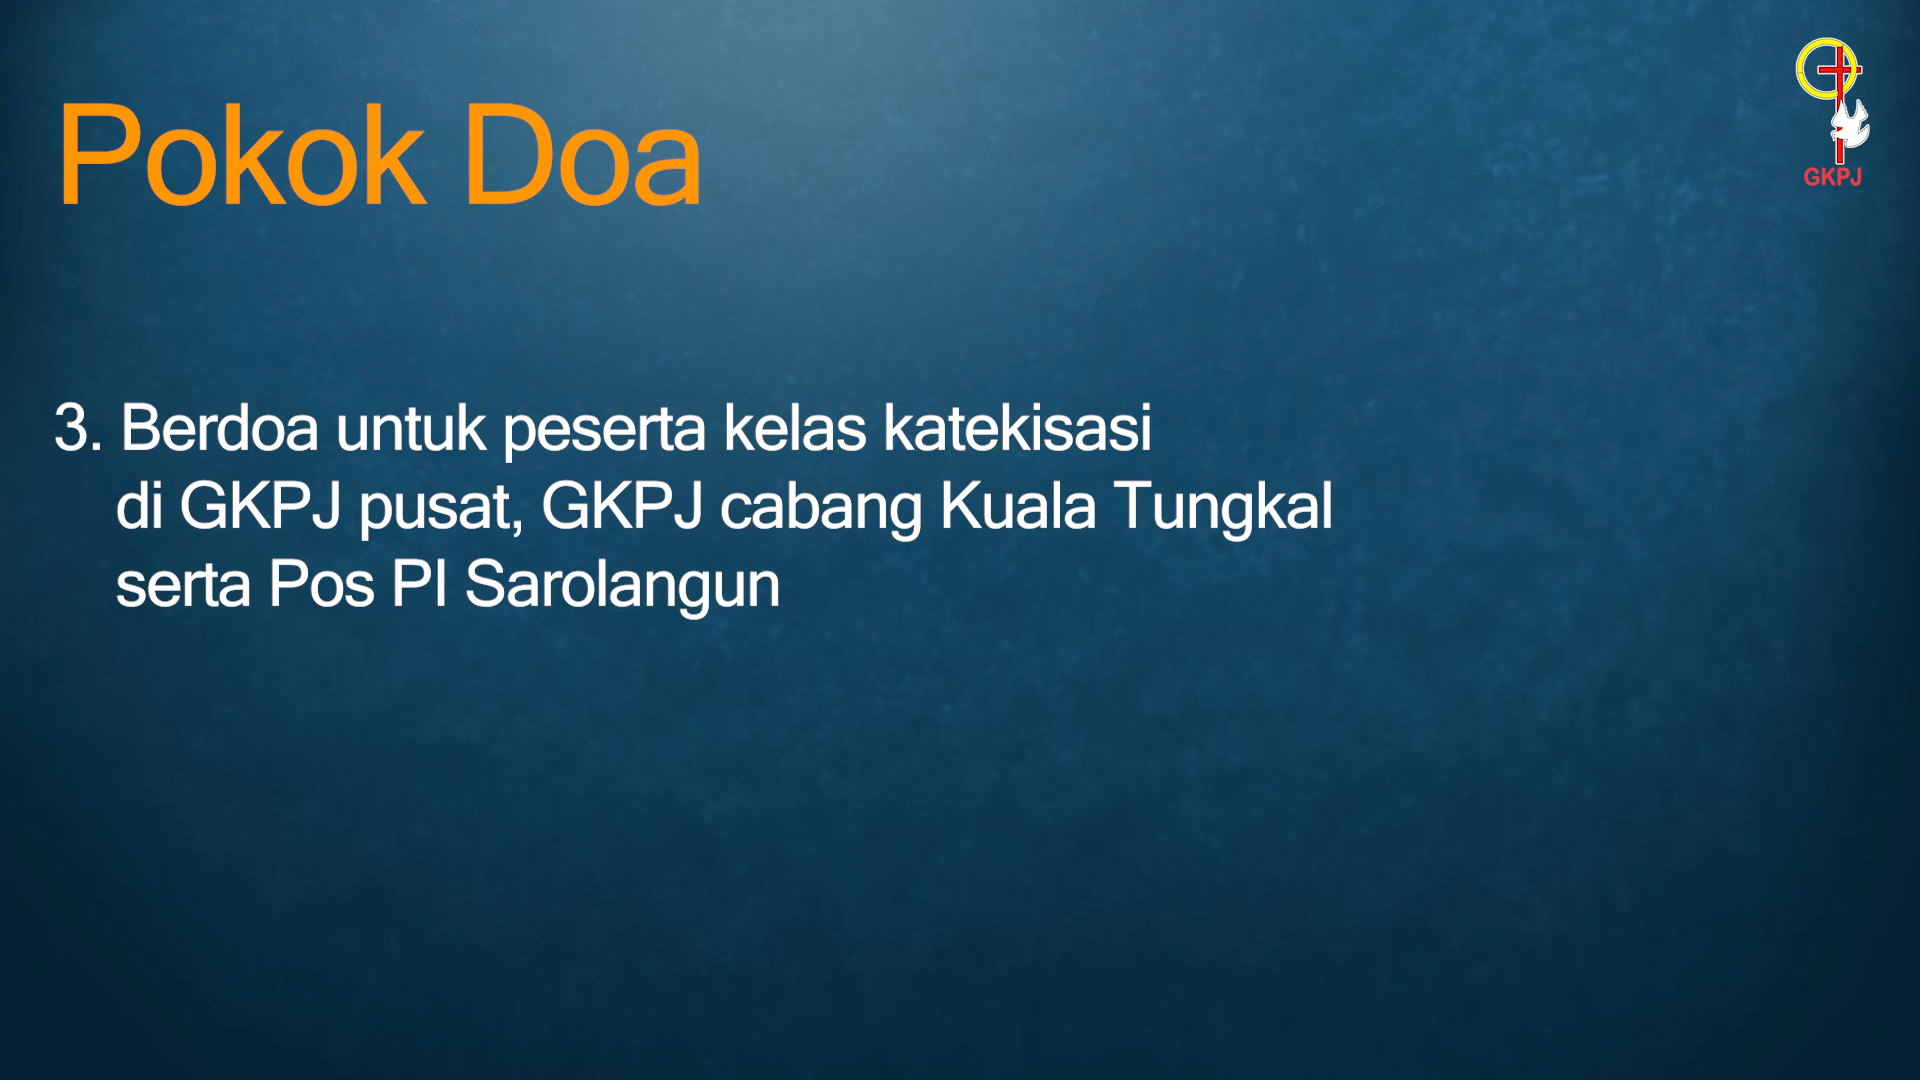 Pokok Doa
GKPJ
3. Berdoa untuk peserta kelas katekisasi
di GKPJ pusat, GKPJ cabang Kuala Tungkal
serta Pos PI Sarolangun